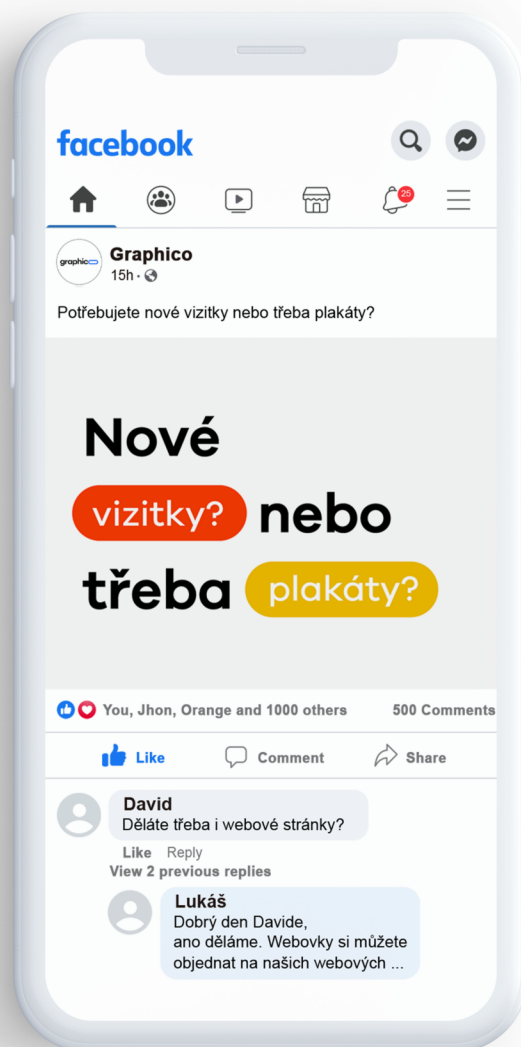 facebook
25
graphico
Graphico
15h ·
Potřebujete nové vizitky nebo třeba plakáty?
Nové
vizitky? nebo
třeba plakáty?
You, Jhon, Orange and 1000 others 500 Comments
Like Comment Share
David
Děláte třeba i webové stránky?
Like Reply
View 2 previous replies
Lukáš
Dobrý den Davide,
ano děláme. Webovky si můžete
objednat na našich webových ...